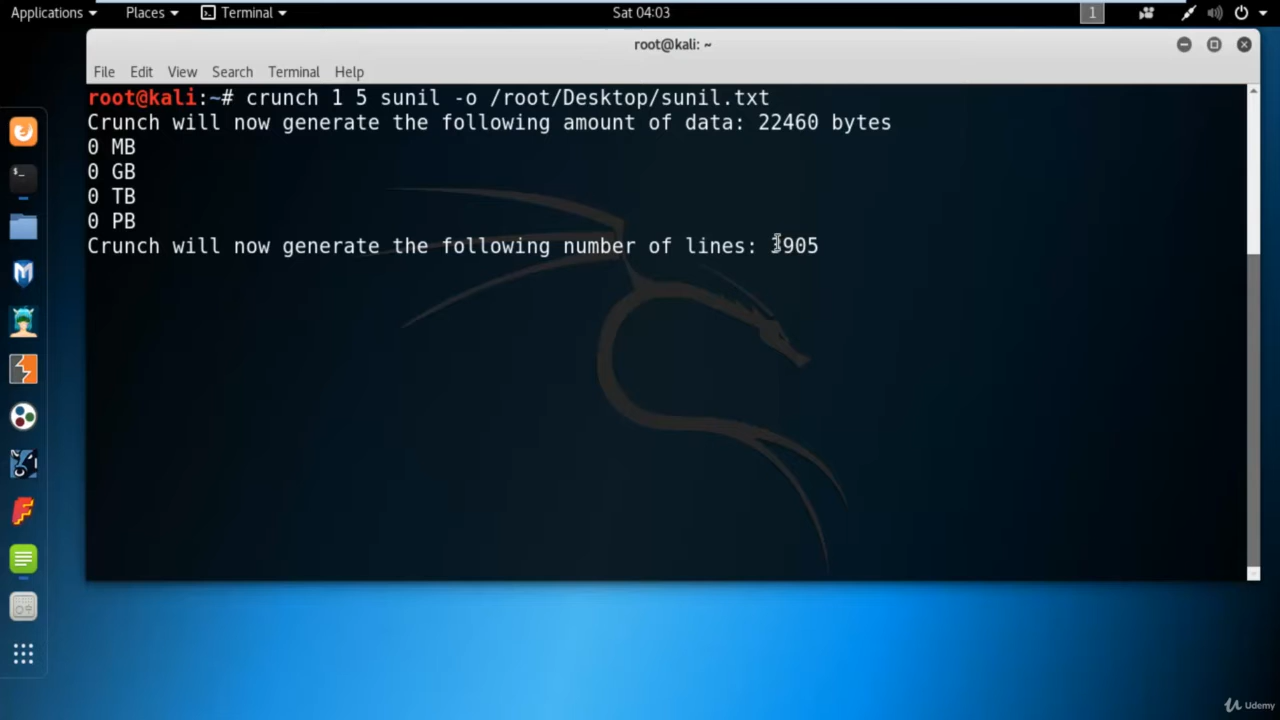 Applications Places Terminal Sat 04:03 1
root@kali: ~
File Edit View Search Terminal Help
root@kali:~# crunch 1 5 sunil -o /root/Desktop/sunil.txt
Crunch will now generate the following amount of data: 22460 bytes
0 MB
0 GB
0 TB
0 PB
Crunch will now generate the following number of lines: 3905
Udemy